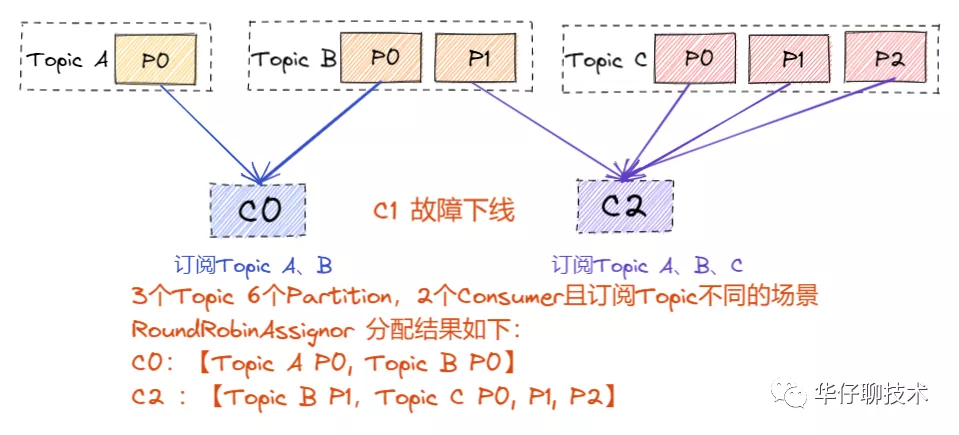 Topic A P0 Topic B P0 P1 Topic C P0 P1 P2
C0 C1 故障下线 C2
订阅Topic A、B 订阅Topic A、B、C
3个Topic 6个Partition，2个Consumer且订阅Topic不同的场景
RoundRobinAssignor 分配结果如下：
C0：【Topic A P0, Topic B P0】
C2 ：【Topic B P1，Topic C P0, P1, P2】
华仔聊技术